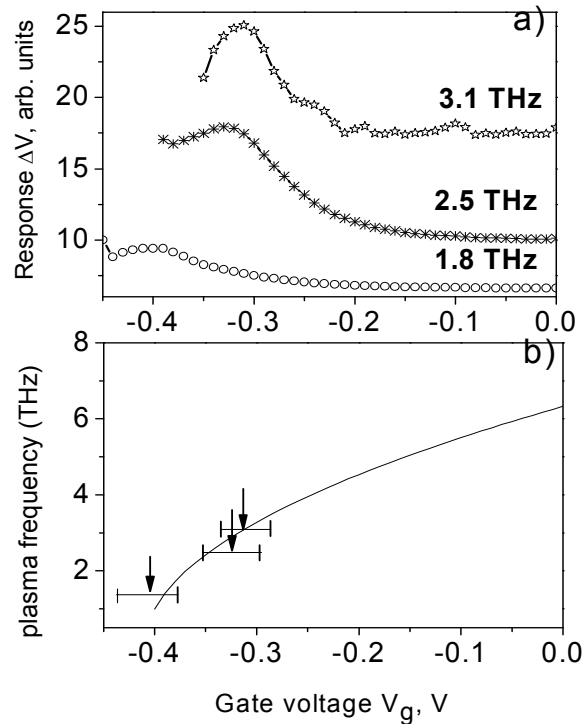 a)
25
20
15
10
Response ΔV, arb. units
3.1 THz
2.5 THz
1.8 THz
-0.4 -0.3 -0.2 -0.1 0.0
b)
8
6
4
2
plasma frequency (THz)
-0.4 -0.3 -0.2 -0.1 0.0
Gate voltage Vg, V